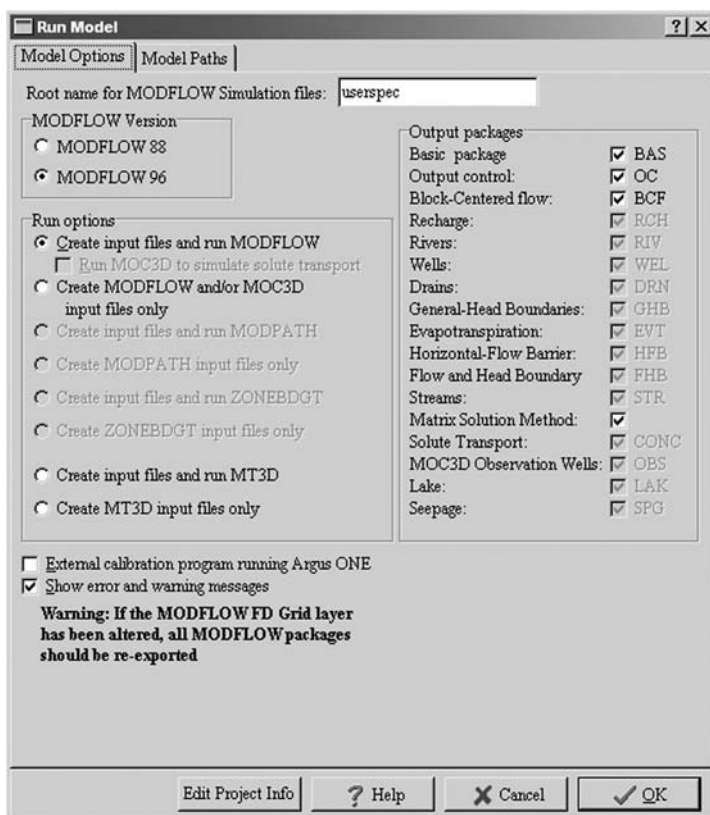 Run Model
Model Options Model Paths
Root name for MODFLOW Simulation files: userspec
MODFLOW Version
MODFLOW 88
MODFLOW 96
Run options
Create input files and run MODFLOW
Run MOC3D to simulate solute transport
Create MODFLOW and/or MOC3D
input files only
Create input files and run MODPATH
Create MODPATH input files only
Create input files and run ZONEBDGT
Create ZONEBDGT input files only
Create input files and run MT3D
Create MT3D input files only
Output packages
Basic package BAS
Output control: OC
Block-Centered flow: BCF
Recharge: RCH
Rivers: RIV
Wells: WEL
Drains: DRN
General-Head Boundaries: GHB
Evapotranspiration: EVT
Horizontal-Flow Barrier: HFB
Flow and Head Boundary FHB
Streams: STR
Matrix Solution Method:
Solute Transport: CONC
MOC3D Observation Wells: OBS
Lake: LAK
Seepage: SPG
External calibration program running Argus ONE
Show error and warning messages
Warning: If the MODFLOW FD Grid layer
has been altered, all MODFLOW packages
should be re-exported
Edit Project Info ? Help Cancel OK